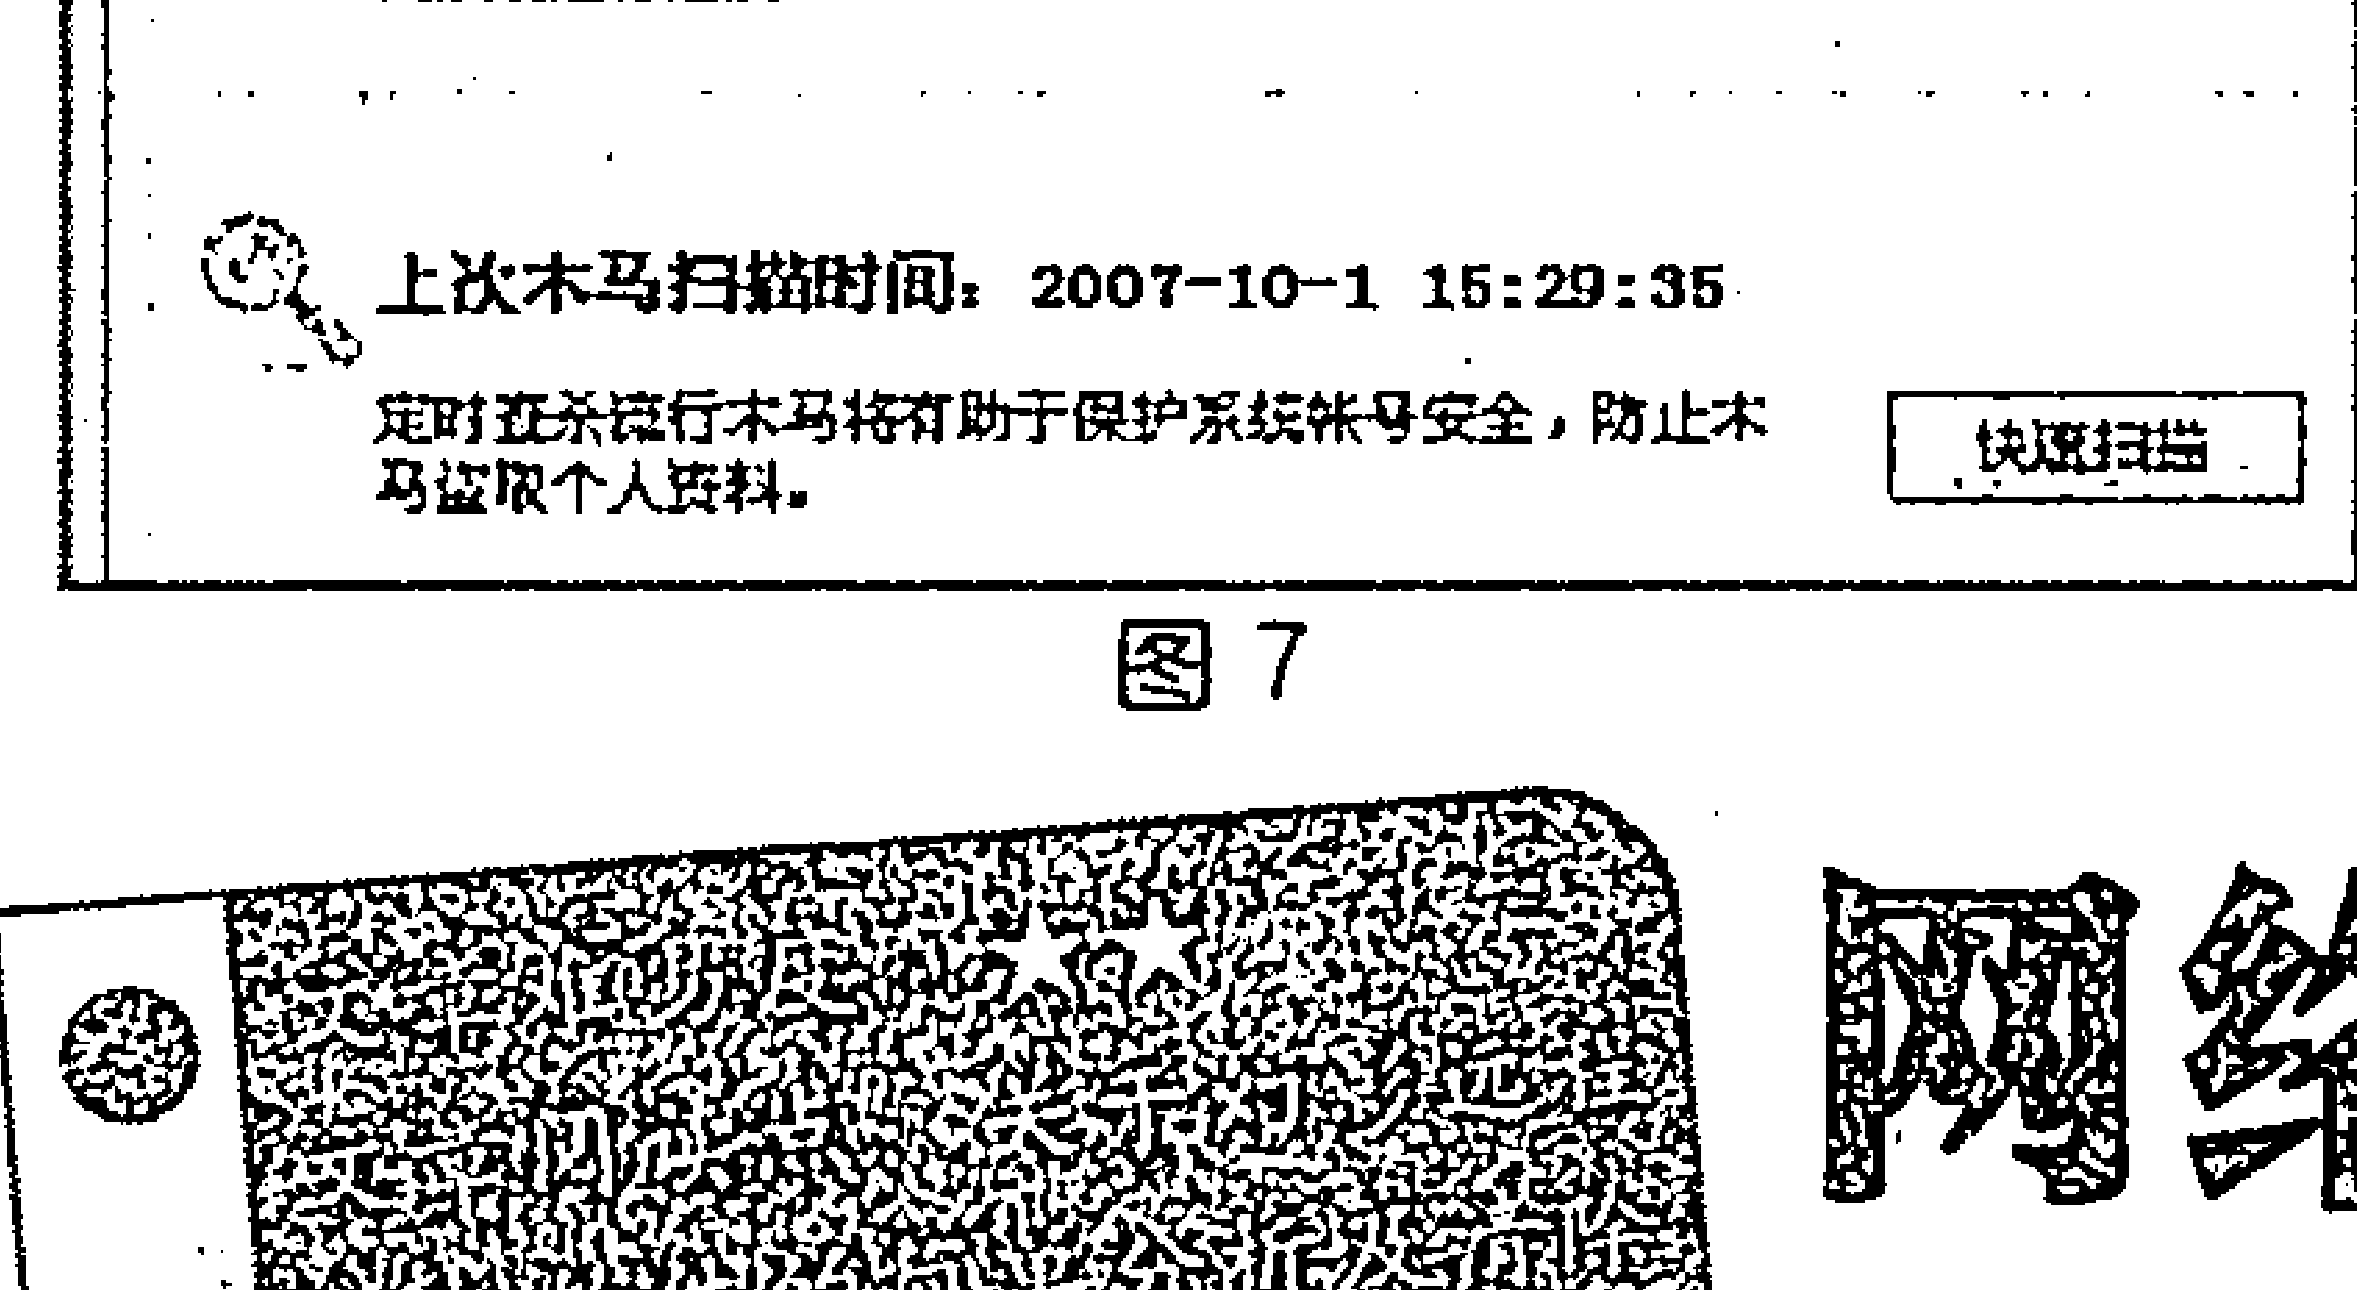 上次木马扫描时间：2007-10-1 15:29:35
定时查杀流行木马将有助于保护系统帐号安全，防止木
马盗取个人资料。
快速扫描
图 7
网